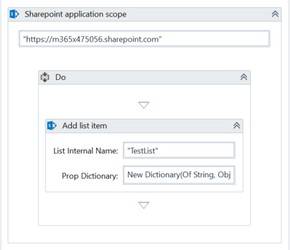 Sharepoint application scope
"https://m365x475056.sharepoint.com"
Do
Add list item
List Internal Name: "TestList"
Prop Dictionary: New Dictionary(Of String, Obj